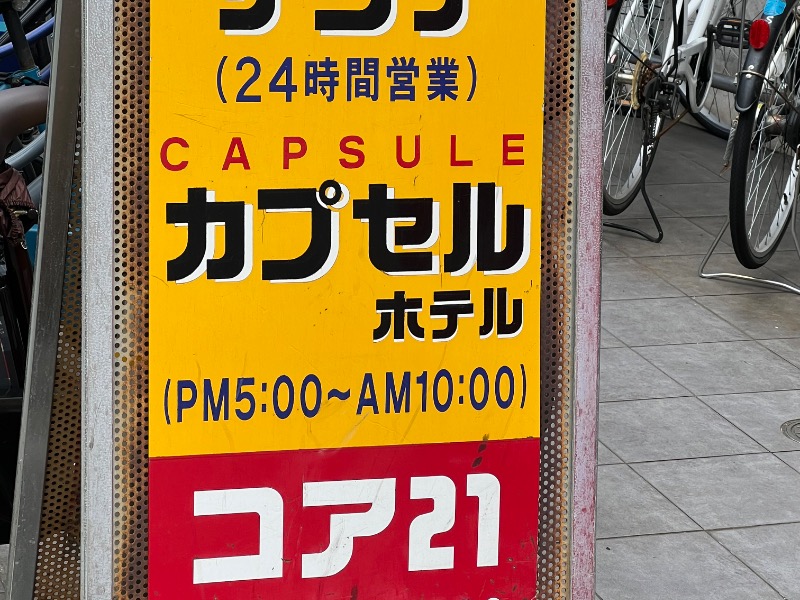 (24時間営業)
CAPSULE
カプセル
ホテル
(PM5:00~AM10:00)
コア21